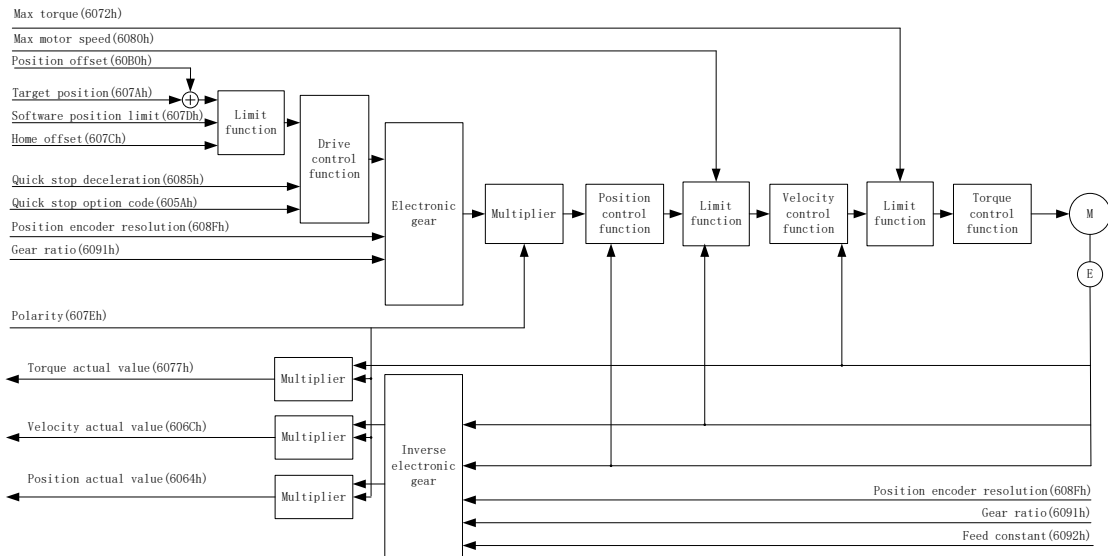 Max torque(6072h)
Max motor speed(6080h)
Position offset(60B0h)
Target position(607Ah)
Software position limit(607Dh)
Home offset(607Ch)
Limit
function
Drive
control
function
Quick stop deceleration(6085h)
Quick stop option code(605Ah)
Position encoder resolution(608Fh)
Gear ratio(6091h)
Electronic
gear
Multiplier
Position
control
function
Limit
function
Velocity
control
function
Limit
function
Torque
control
function
M
E
Polarity(607Eh)
Torque actual value(6077h)
Multiplier
Velocity actual value(606Ch)
Multiplier
Position actual value(6064h)
Multiplier
Inverse
electronic
gear
Position encoder resolution(608Fh)
Gear ratio(6091h)
Feed constant(6092h)